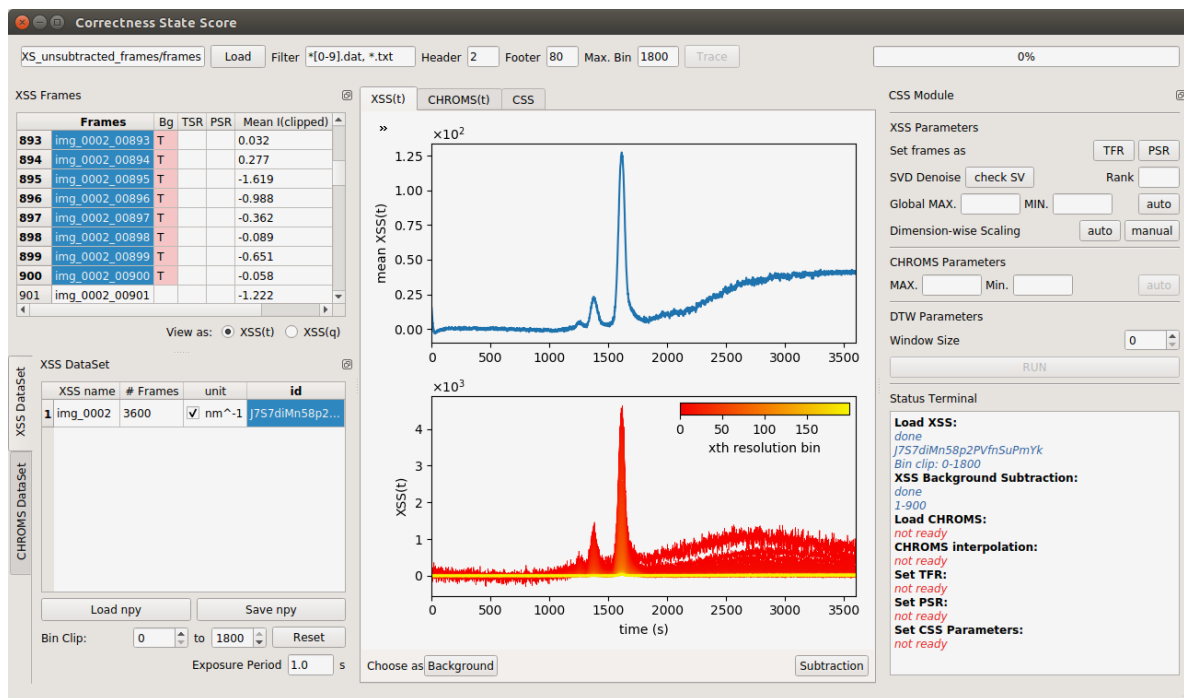 Correctness State Score
XS_unsubtracted_frames/frames Load Filter *[0-9].dat, *.txt Header 2 Footer 80 Max. Bin 1800 Trace 0%
XSS Frames
Frames Bg TSR PSR Mean I(clipped)
893 img_0002_00893 T 0.032
894 img_0002_00894 T 0.277
895 img_0002_00895 T -1.619
896 img_0002_00896 T -0.988
897 img_0002_00897 T -0.362
898 img_0002_00898 T -0.089
899 img_0002_00899 T -0.651
900 img_0002_00900 T -0.058
901 img_0002_00901 -1.222
View as: XSS(t) XSS(q)
XSS DataSet
CHROMS DataSet
XSS DataSet
XSS name # Frames unit id
1 img_0002 3600 nm^-1 J7S7diMn58p2...
Load npy Save npy
Bin Clip: 0 to 1800 Reset
Exposure Period 1.0 s
XSS(t) CHROMS(t) CSS
»
×10²
mean XSS(t)
1.25
1.00
0.75
0.50
0.25
0.00
0 500 1000 1500 2000 2500 3000 3500
×10³
XSS(t)
4
3
2
1
0
0 50 100 150
xth resolution bin
0 500 1000 1500 2000 2500 3000 3500
time (s)
Choose as Background Subtraction
CSS Module
XSS Parameters
Set frames as TFR PSR
SVD Denoise check SV Rank
Global MAX. MIN. auto
Dimension-wise Scaling auto manual
CHROMS Parameters
MAX. Min. auto
DTW Parameters
Window Size 0
RUN
Status Terminal
Load XSS:
done
J7S7diMn58p2PVfnSuPmYk
Bin clip: 0-1800
XSS Background Subtraction:
done
1-900
Load CHROMS:
not ready
CHROMS interpolation:
not ready
Set TFR:
not ready
Set PSR:
not ready
Set CSS Parameters:
not ready